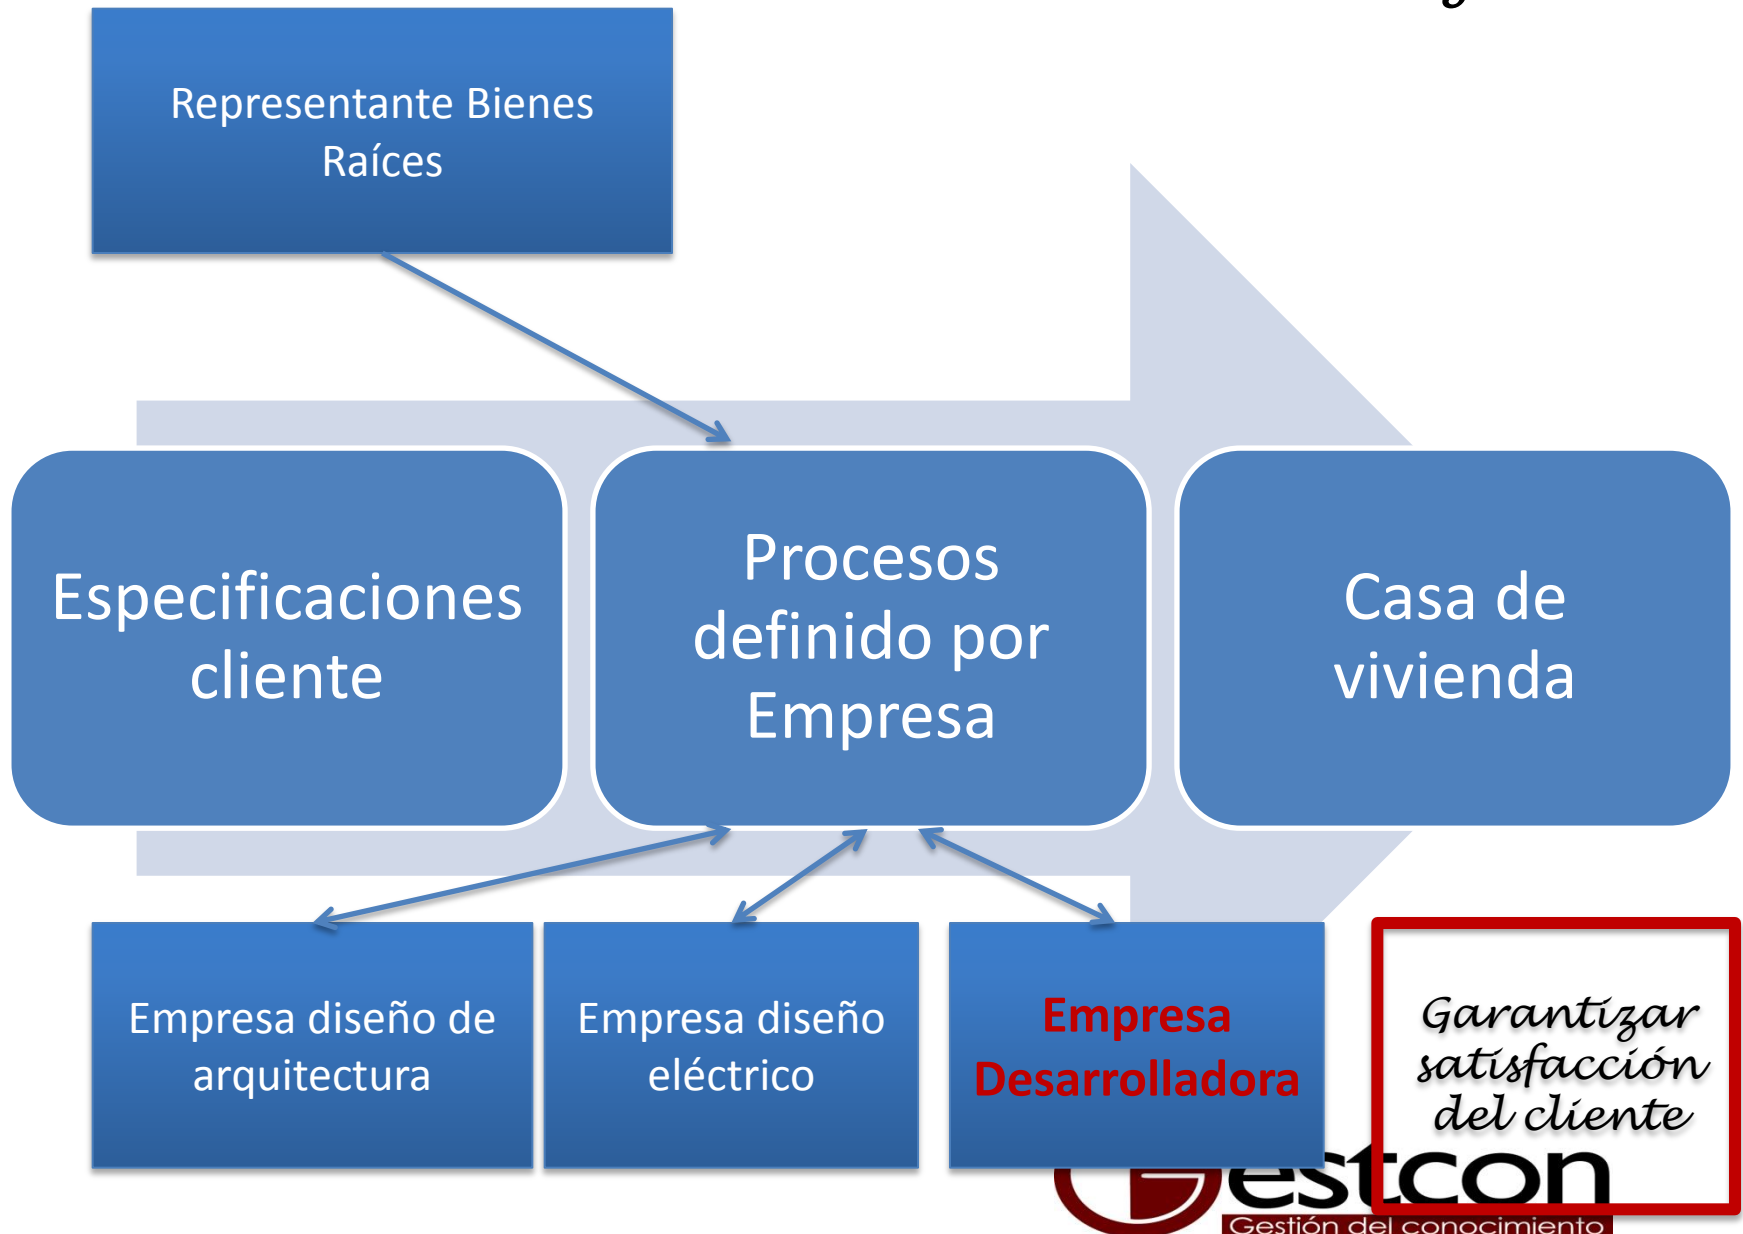 Representante Bienes
Raíces
Especificaciones
cliente
Procesos
definido por
Empresa
Casa de
vivienda
Empresa diseño de
arquitectura
Empresa diseño
eléctrico
Empresa
Desarrolladora
Garantizar
satisfacción
del cliente
Gestcon
Gestión del conocimiento